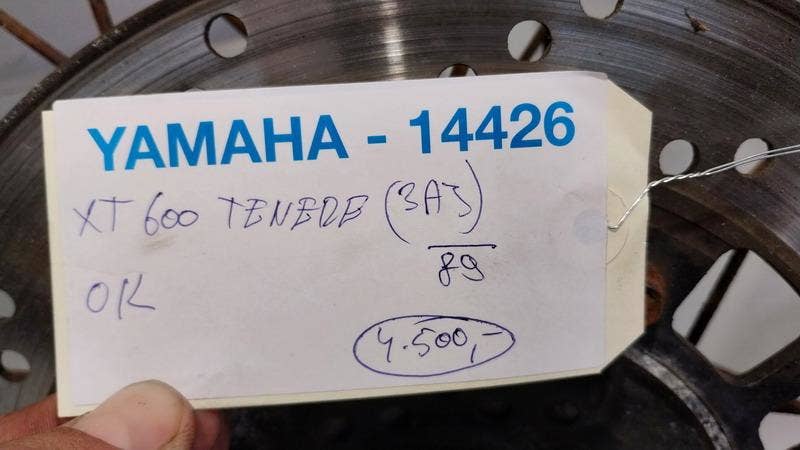 YAMAHA - 14426
XT 600 TENERE (3AJ)
89
OK
4.500,-